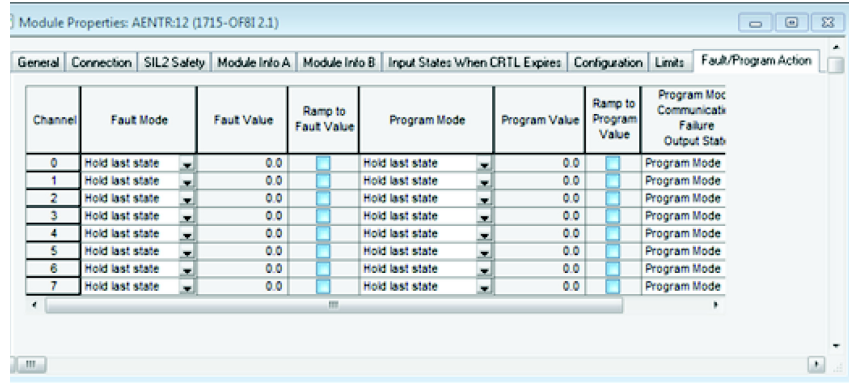 Module Properties: AENTR:12 (1715-OF8I 2.1)
General Connection SIL2 Safety Module Info A Module Info B Input States When CRTL Expires Configuration Limits Fault/Program Action
Channel Fault Mode Fault Value Ramp to Fault Value Program Mode Program Value Ramp to Program Value Program Mod Communicati Failure Output Stat
0 Hold last state 0.0 Hold last state 0.0 Program Mode
1 Hold last state 0.0 Hold last state 0.0 Program Mode
2 Hold last state 0.0 Hold last state 0.0 Program Mode
3 Hold last state 0.0 Hold last state 0.0 Program Mode
4 Hold last state 0.0 Hold last state 0.0 Program Mode
5 Hold last state 0.0 Hold last state 0.0 Program Mode
6 Hold last state 0.0 Hold last state 0.0 Program Mode
7 Hold last state 0.0 Hold last state 0.0 Program Mode